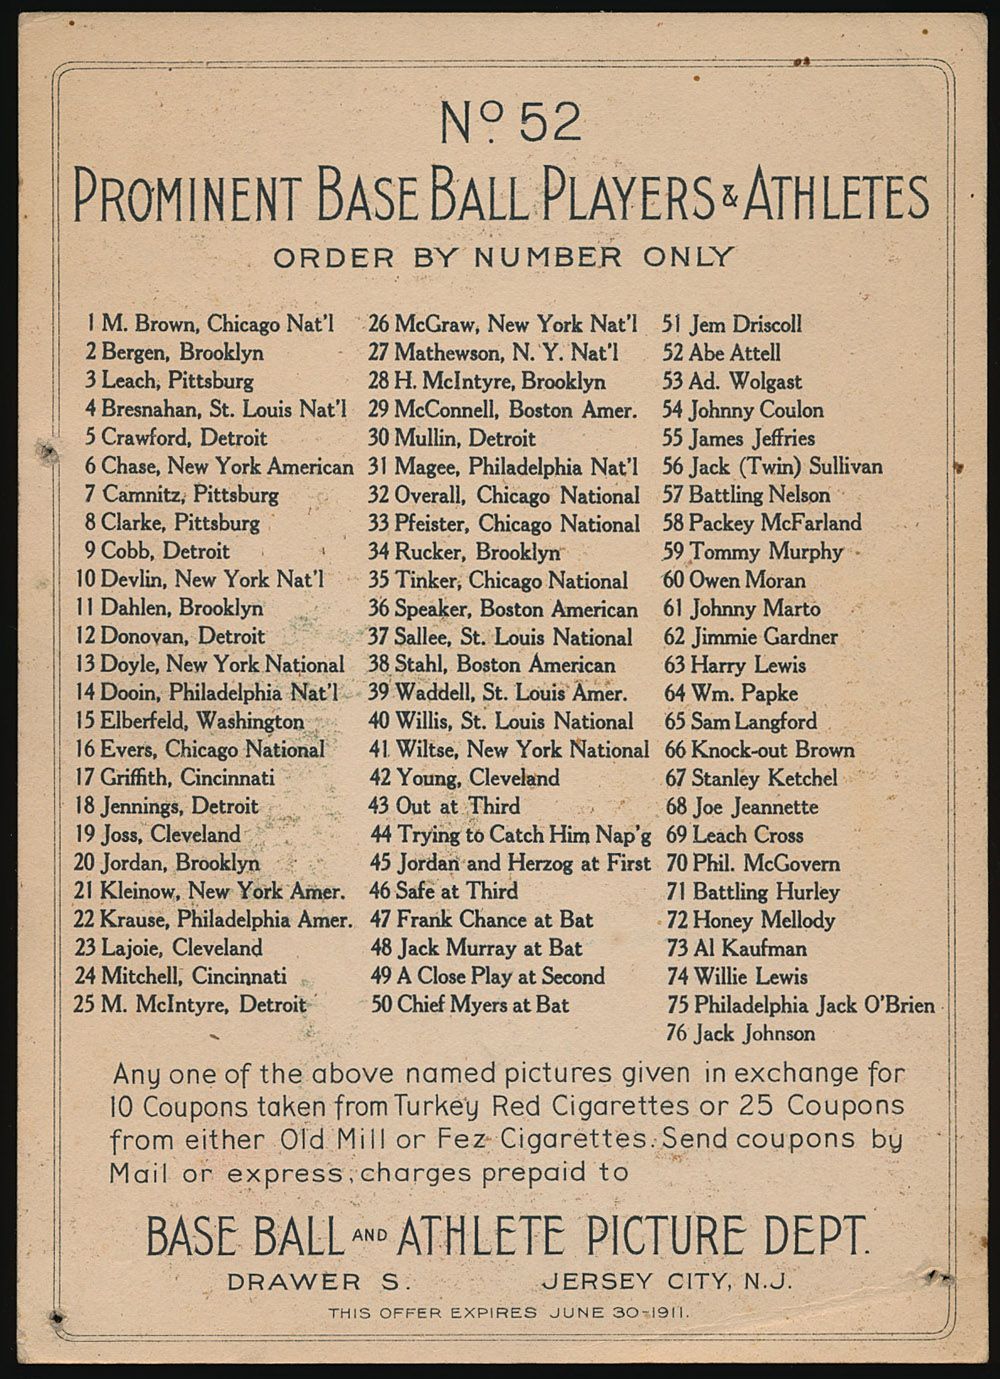 No. 52
PROMINENT BASE BALL PLAYERS & ATHLETES
ORDER BY NUMBER ONLY
1 M. Brown, Chicago Nat'l
2 Bergen, Brooklyn
3 Leach, Pittsburg
4 Bresnahan, St. Louis Nat'l
5 Crawford, Detroit
6 Chase, New York American
7 Camnitz, Pittsburg
8 Clarke, Pittsburg
9 Cobb, Detroit
10 Devlin, New York Nat'l
11 Dahlen, Brooklyn
12 Donovan, Detroit
13 Doyle, New York National
14 Dooin, Philadelphia Nat'l
15 Elberfeld, Washington
16 Evers, Chicago National
17 Griffith, Cincinnati
18 Jennings, Detroit
19 Joss, Cleveland
20 Jordan, Brooklyn
21 Kleinow, New York Amer.
22 Krause, Philadelphia Amer.
23 Lajoie, Cleveland
24 Mitchell, Cincinnati
25 M. McIntyre, Detroit
26 McGraw, New York Nat'l
27 Mathewson, N. Y. Nat'l
28 H. McIntyre, Brooklyn
29 McConnell, Boston Amer.
30 Mullin, Detroit
31 Magee, Philadelphia Nat'l
32 Overall, Chicago National
33 Pfeister, Chicago National
34 Rucker, Brooklyn
35 Tinker, Chicago National
36 Speaker, Boston American
37 Sallee, St. Louis National
38 Stahl, Boston American
39 Waddell, St. Louis Amer.
40 Willis, St. Louis National
41 Wiltse, New York National
42 Young, Cleveland
43 Out at Third
44 Trying to Catch Him Nap'g
45 Jordan and Herzog at First
46 Safe at Third
47 Frank Chance at Bat
48 Jack Murray at Bat
49 A Close Play at Second
50 Chief Myers at Bat
51 Jem Driscoll
52 Abe Attell
53 Ad. Wolgast
54 Johnny Coulon
55 James Jeffries
56 Jack (Twin) Sullivan
57 Battling Nelson
58 Packey McFarland
59 Tommy Murphy
60 Owen Moran
61 Johnny Marto
62 Jimmie Gardner
63 Harry Lewis
64 Wm. Papke
65 Sam Langford
66 Knock-out Brown
67 Stanley Ketchel
68 Joe Jeannette
69 Leach Cross
70 Phil. McGovern
71 Battling Hurley
72 Honey Mellody
73 Al Kaufman
74 Willie Lewis
75 Philadelphia Jack O'Brien
76 Jack Johnson
Any one of the above named pictures given in exchange for
10 Coupons taken from Turkey Red Cigarettes or 25 Coupons
from either Old Mill or Fez Cigarettes. Send coupons by
Mail or express, charges prepaid to
BASE BALL AND ATHLETE PICTURE DEPT.
DRAWER S. JERSEY CITY, N.J.
THIS OFFER EXPIRES JUNE 30-1911.